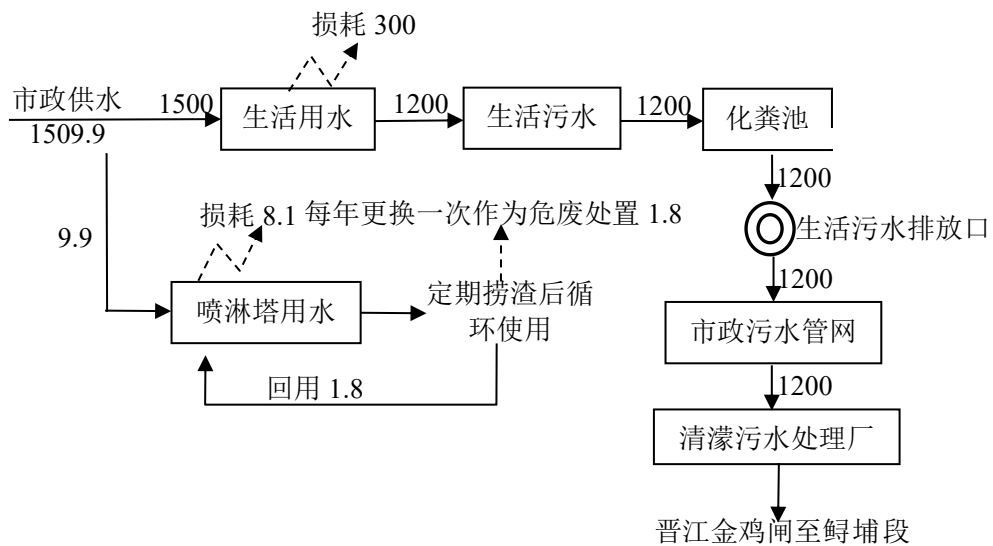 损耗 300
市政供水
1500
生活用水
1200
生活污水
1200
化粪池
1509.9
1200
9.9
损耗 8.1
每年更换一次作为危废处置 1.8
生活污水排放口
1200
喷淋塔用水
定期捞渣后循
环使用
市政污水管网
回用 1.8
1200
清濛污水处理厂
晋江金鸡闸至鲟埔段